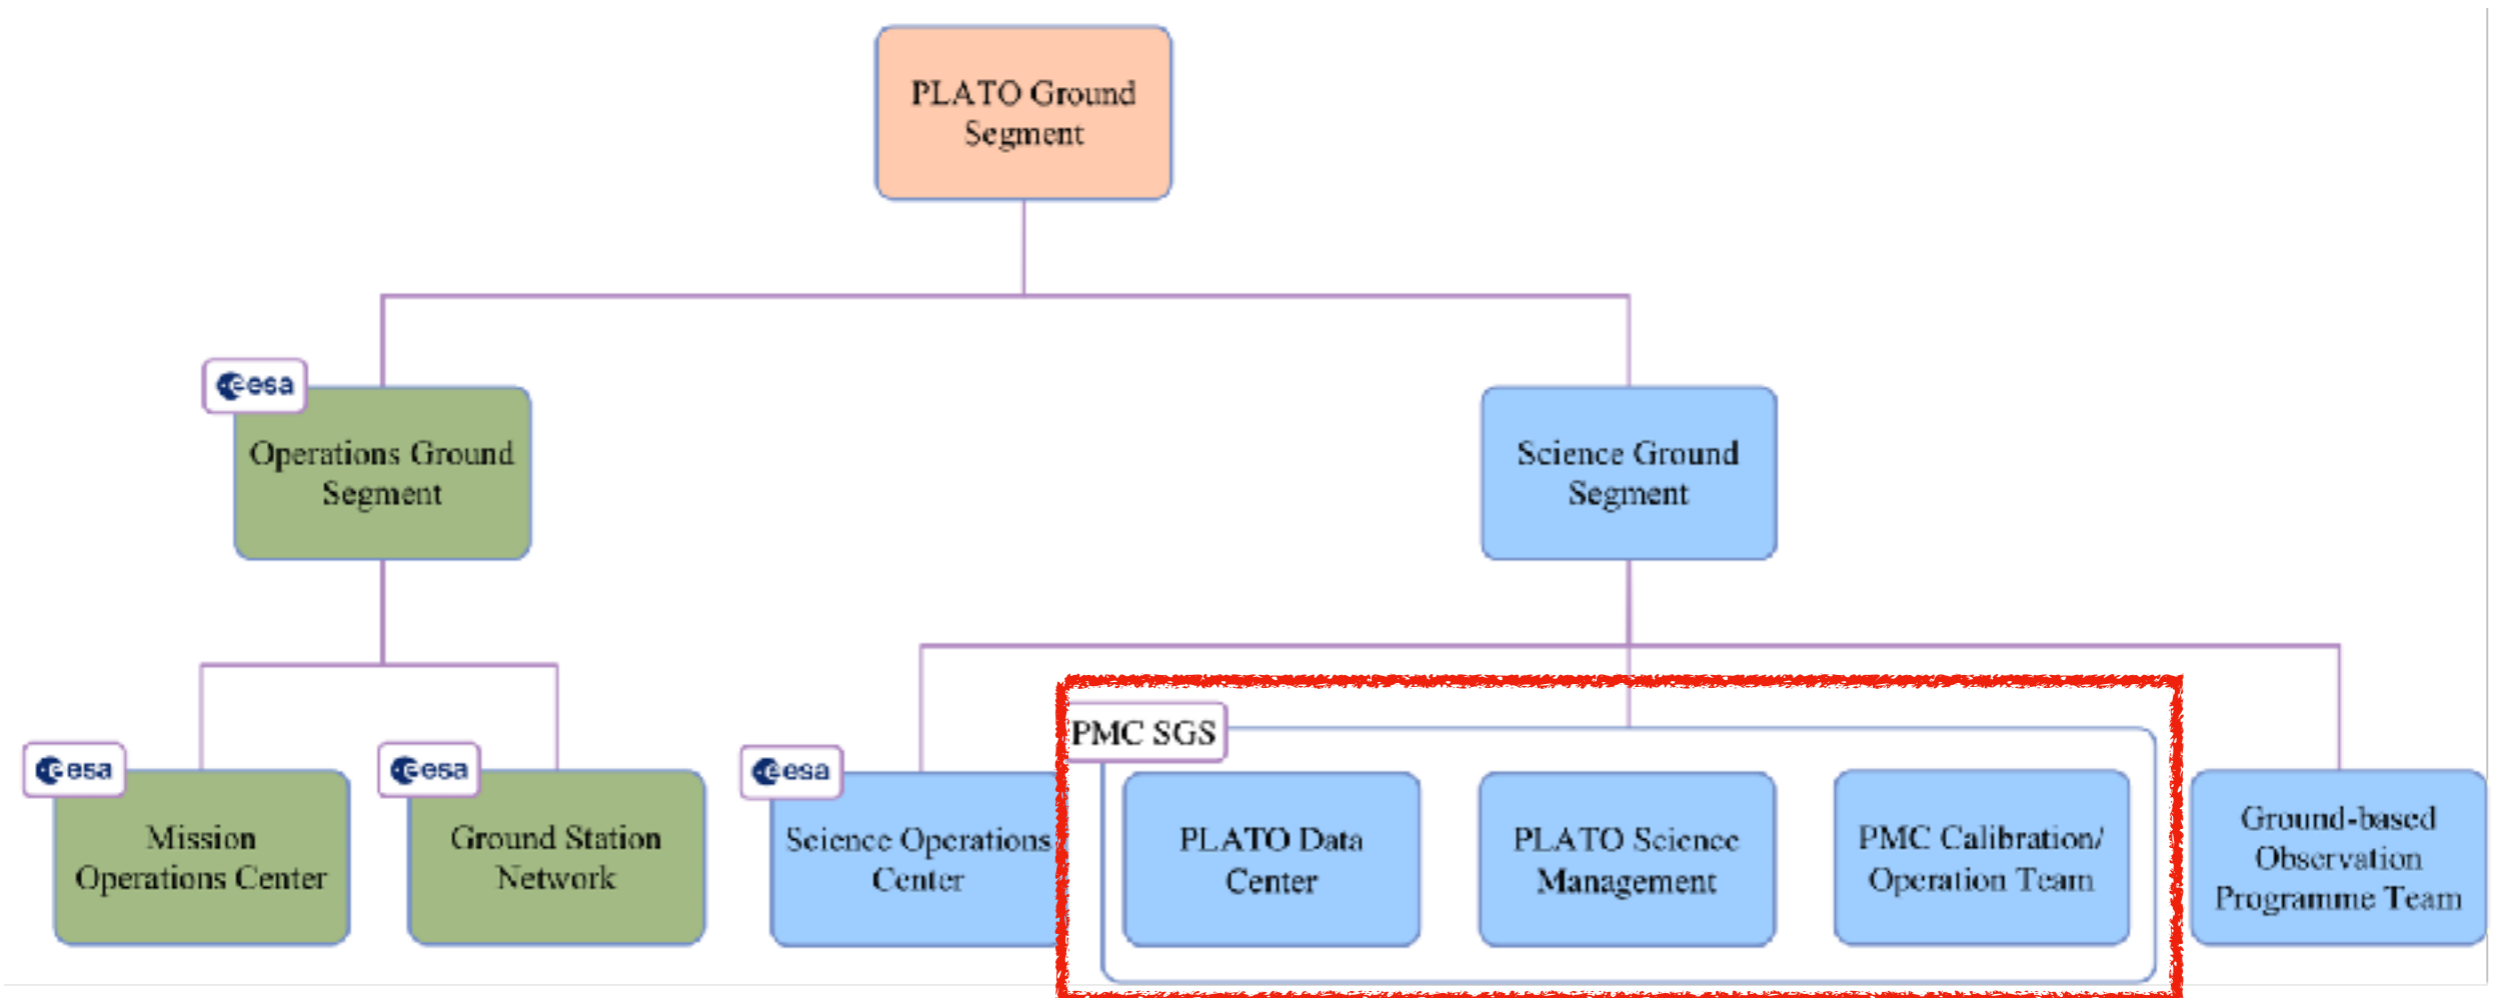 PLATO Ground
Segment
esa
Operations Ground
Segment
Science Ground
Segment
esa
Mission
Operations Center
esa
Ground Station
Network
esa
Science Operations
Center
PMC SGS
PLATO Data
Center
PLATO Science
Management
PMC Calibration/
Operation Team
Ground-based
Observation
Programme Team